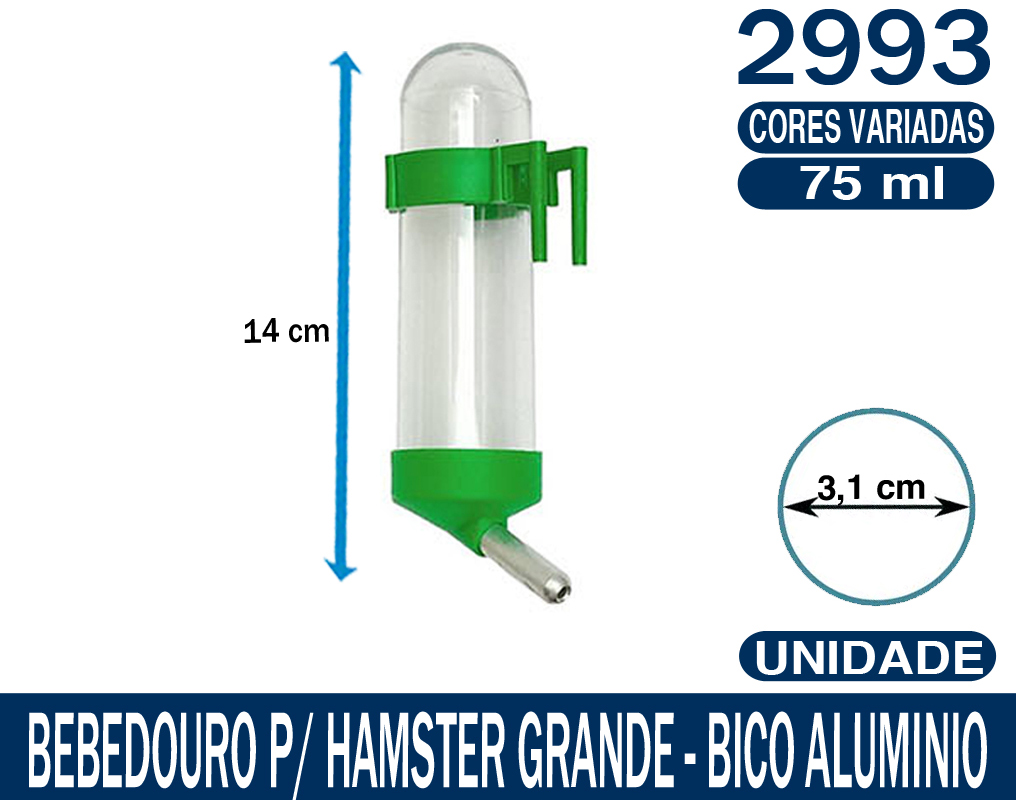 2993
CORES VARIADAS
75 ml
14 cm
3,1 cm
UNIDADE
BEBEDOURO P/ HAMSTER GRANDE - BICO ALUMINIO